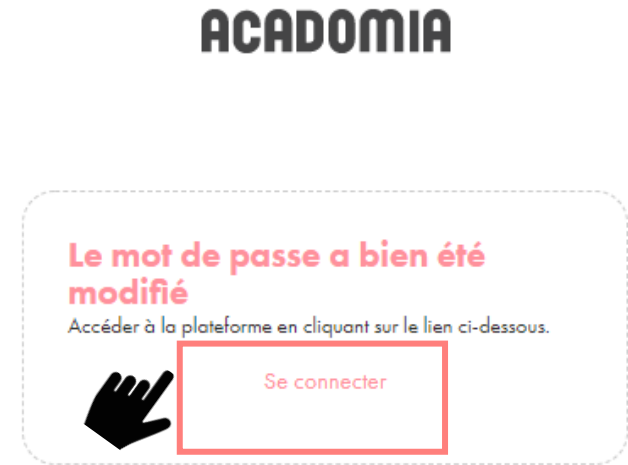 ACADOMIA
Le mot de passe a bien été
modifié
Accéder à la plateforme en cliquant sur le lien ci-dessous.
Se connecter